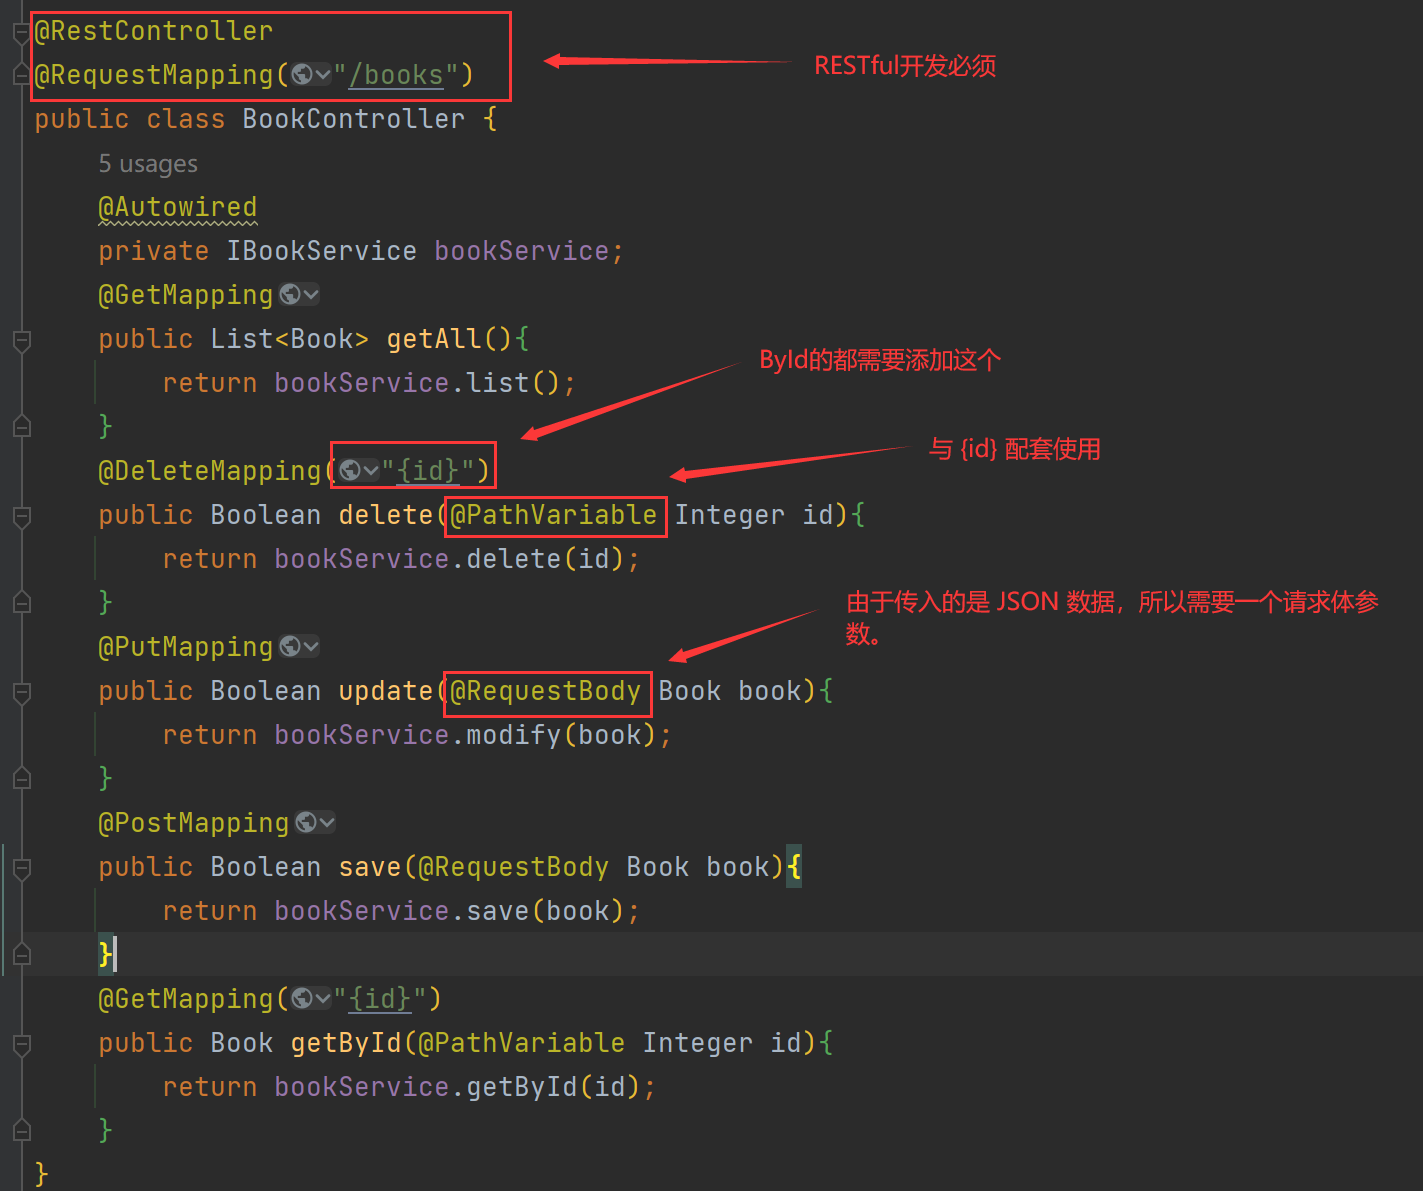 @RestController
@RequestMapping("/books")
RESTful开发必须
public class BookController {
5 usages
@Autowired
private IBookService bookService;
@GetMapping
public List<Book> getAll(){
ById的都需要添加这个
return bookService.list();
}
与 {id} 配套使用
@DeleteMapping("{id}")
public Boolean delete(@PathVariable Integer id){
return bookService.delete(id);
}
由于传入的是 JSON 数据，所以需要一个请求体参
数。
@PutMapping
public Boolean update(@RequestBody Book book){
return bookService.modify(book);
}
@PostMapping
public Boolean save(@RequestBody Book book){
return bookService.save(book);
}
@GetMapping("{id}")
public Book getById(@PathVariable Integer id){
return bookService.getById(id);
}
}